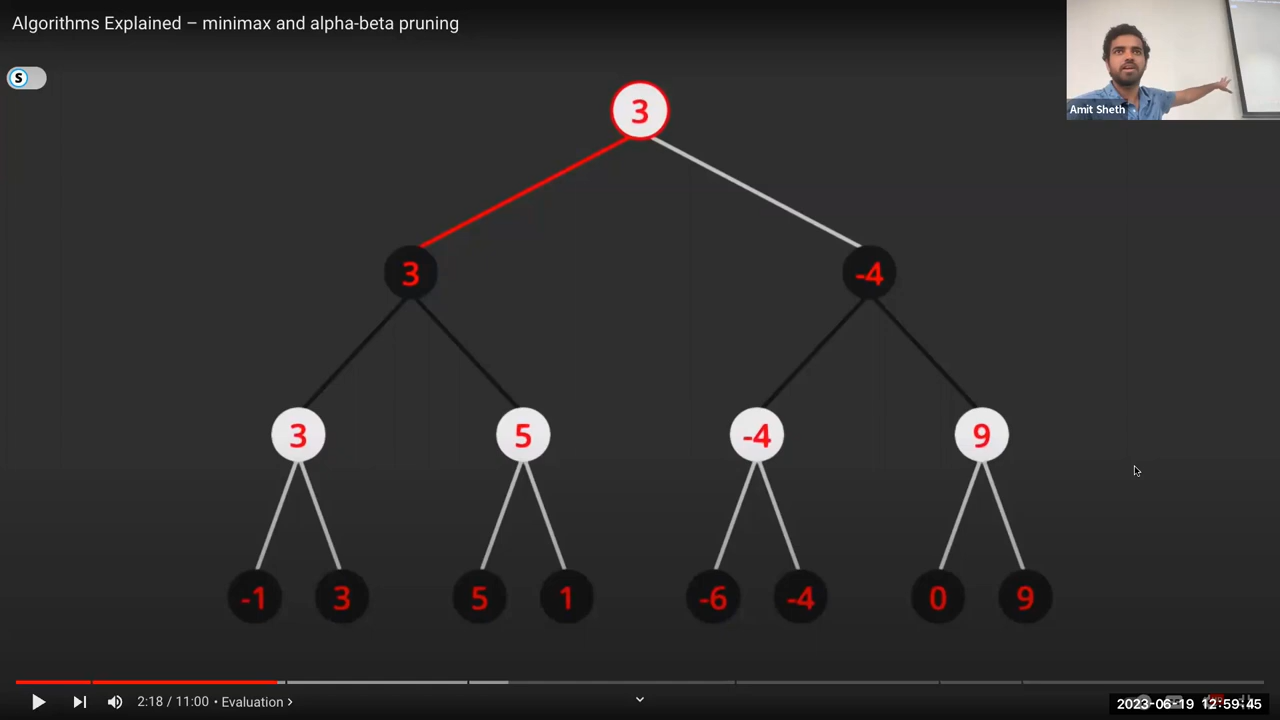 Algorithms Explained – minimax and alpha-beta pruning
S
Amit Sheth
3
3 -4
3 5 -4 9
-1 3 5 1 -6 -4 0 9
2:18 / 11:00 • Evaluation >
2023-06-19 12:59:45